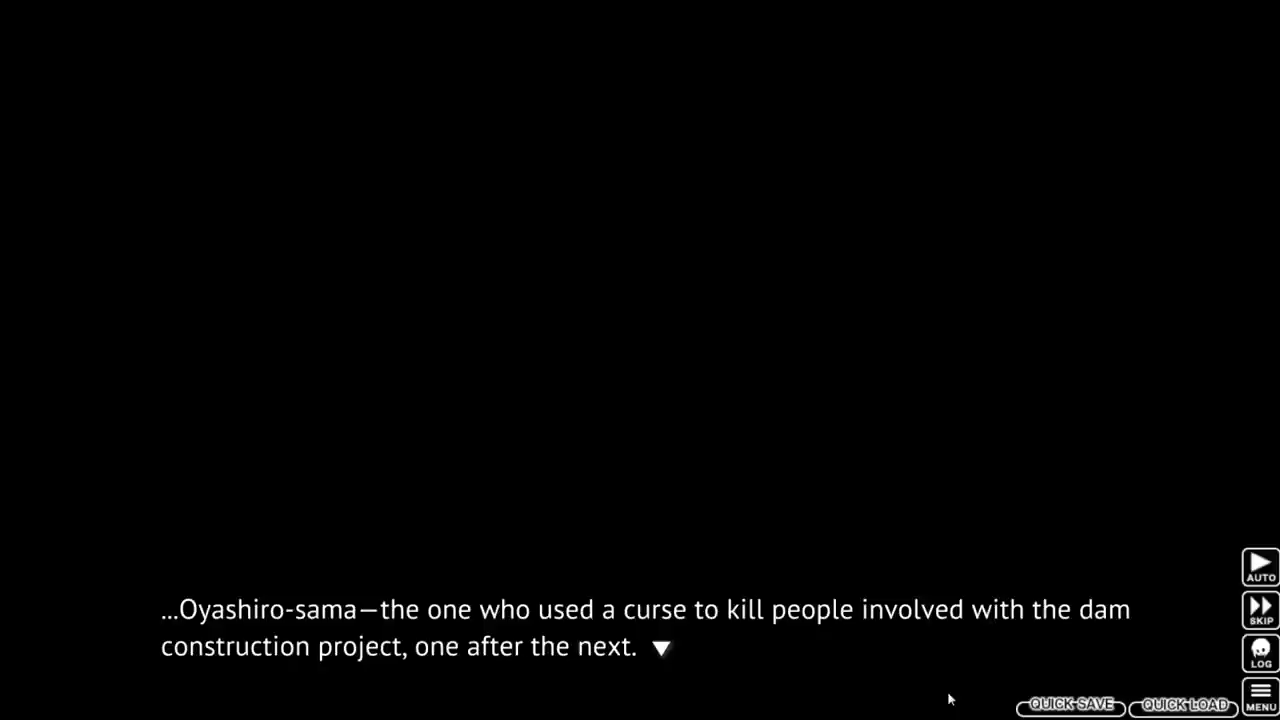 ...Oyashiro-sama—the one who used a curse to kill people involved with the dam
construction project, one after the next.
AUTO
SKIP
LOG
MENU
QUICK SAVE
QUICK LOAD